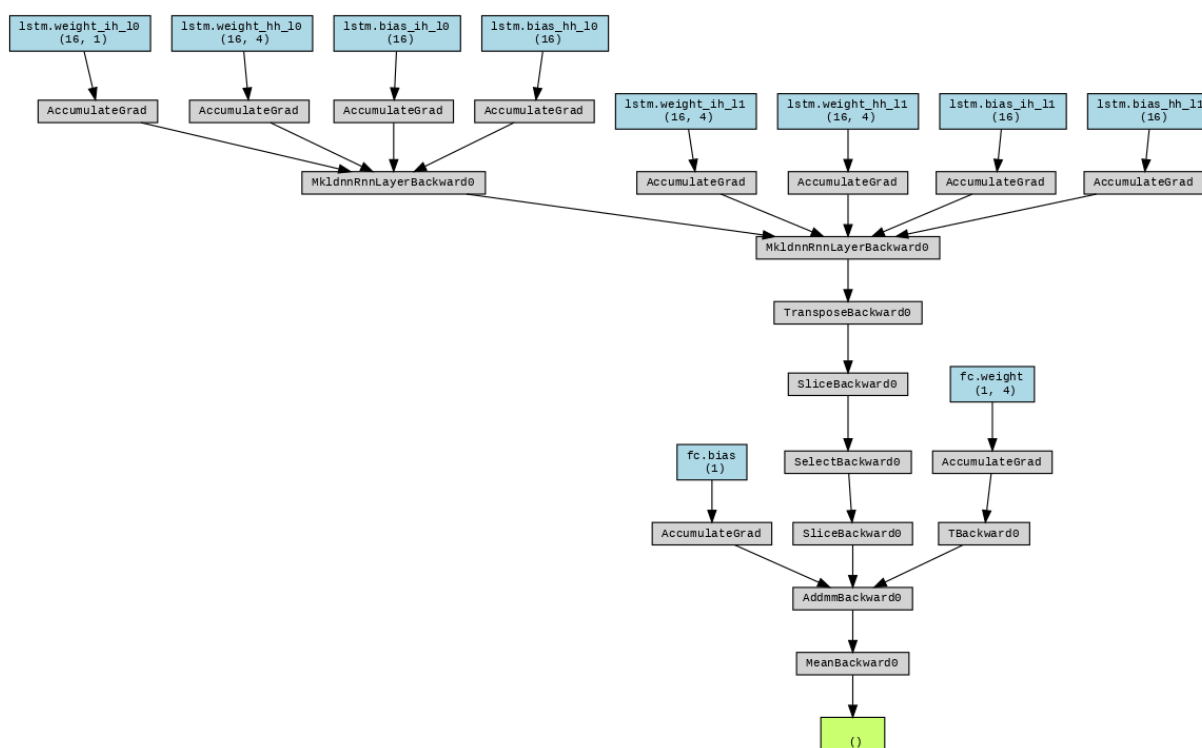 lstm.weight_ih_l0
(16, 1)
lstm.weight_hh_l0
(16, 4)
lstm.bias_ih_l0
(16)
lstm.bias_hh_l0
(16)
AccumulateGrad
AccumulateGrad
AccumulateGrad
AccumulateGrad
lstm.weight_ih_l1
(16, 4)
lstm.weight_hh_l1
(16, 4)
lstm.bias_ih_l1
(16)
lstm.bias_hh_l1
(16)
MkldnnRnnLayerBackward0
AccumulateGrad
AccumulateGrad
AccumulateGrad
AccumulateGrad
MkldnnRnnLayerBackward0
TransposeBackward0
SliceBackward0
fc.weight
(1, 4)
fc.bias
(1)
SelectBackward0
AccumulateGrad
AccumulateGrad
SliceBackward0
TBackward0
AddmmBackward0
MeanBackward0
()